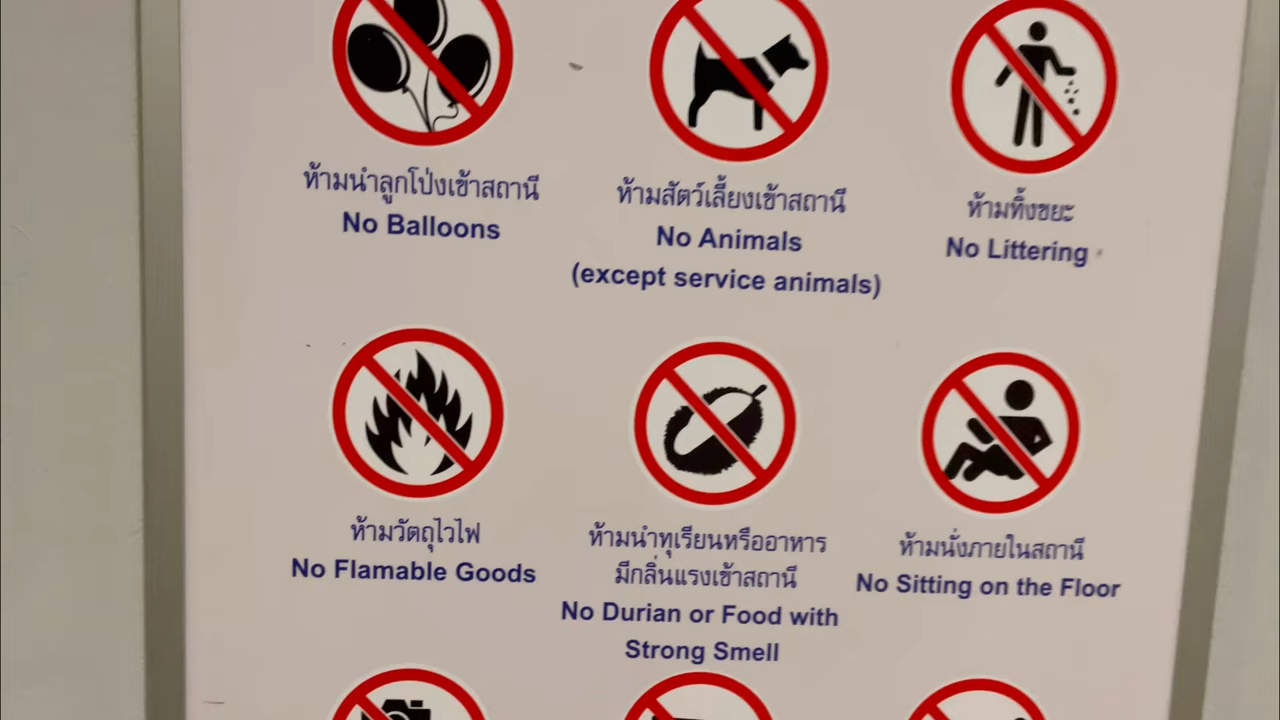 ห้ามนำลูกโป่งเข้าสถานี
No Balloons
ห้ามสัตว์เลี้ยงเข้าสถานี
No Animals
(except service animals)
ห้ามทิ้งขยะ
No Littering
ห้ามวัตถุไวไฟ
No Flamable Goods
ห้ามนำทุเรียนหรืออาหาร
มีกลิ่นแรงเข้าสถานี
No Durian or Food with
Strong Smell
ห้ามนั่งภายในสถานี
No Sitting on the Floor